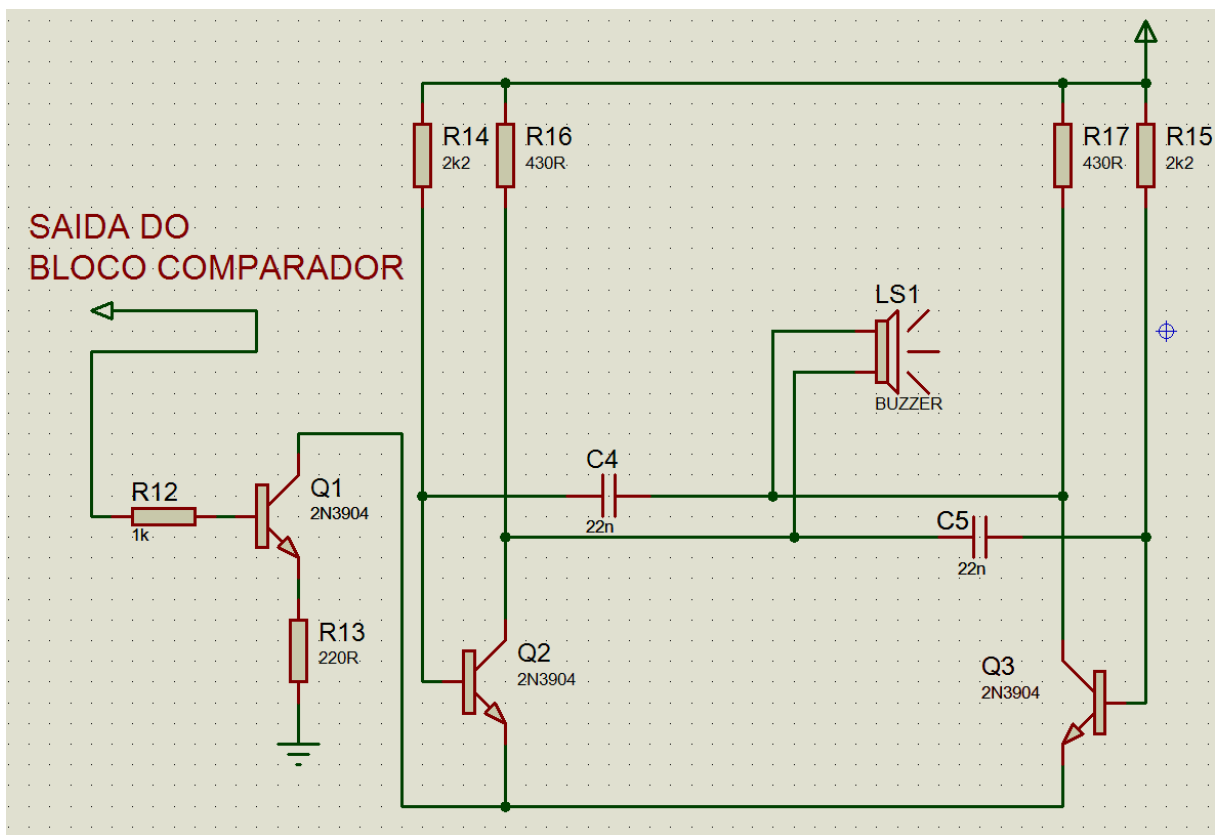 R14
2k2
R16
430R
R17
430R
R15
2k2
SAIDA DO
BLOCO COMPARADOR
LS1
BUZZER
C4
22n
R12
1k
Q1
2N3904
C5
22n
R13
220R
Q2
2N3904
Q3
2N3904